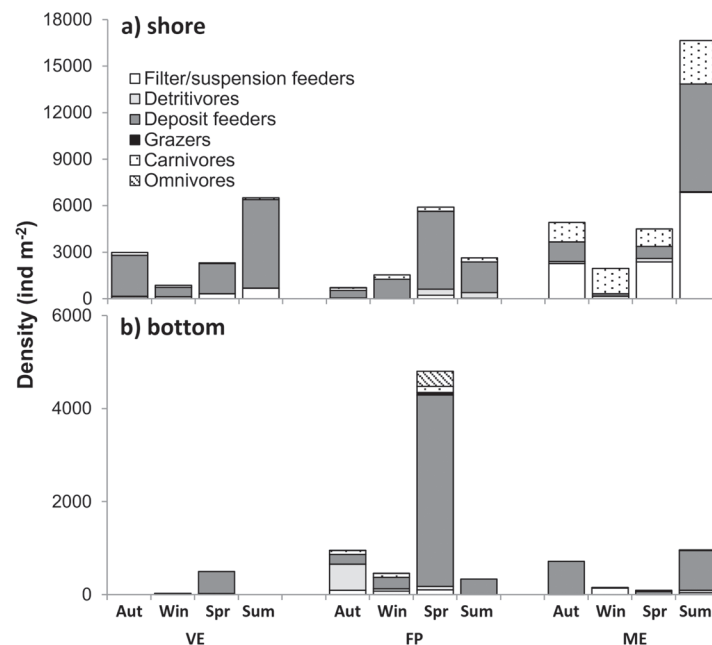 a) shore
18000
15000
12000
9000
6000
3000
0
Filter/suspension feeders
Detritivores
Deposit feeders
Grazers
Carnivores
Omnivores
Density (ind m-2)
b) bottom
6000
4000
2000
0
Aut Win Spr Sum Aut Win Spr Sum Aut Win Spr Sum
VE FP ME